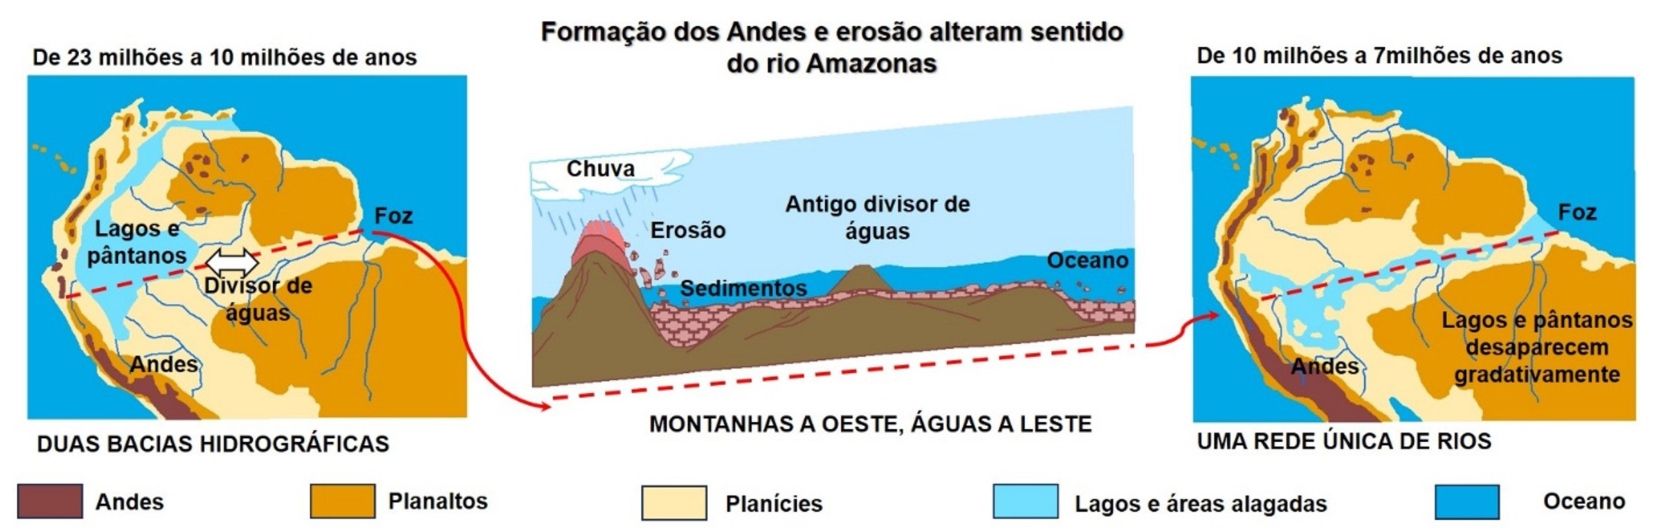 Formação dos Andes e erosão alteram sentido
do rio Amazonas
De 23 milhões a 10 milhões de anos
Lagos e
pântanos
Foz
Divisor de
águas
Andes
DUAS BACIAS HIDROGRÁFICAS
Chuva
Erosão
Antigo divisor de
águas
Sedimentos
Oceano
MONTANHAS A OESTE, ÁGUAS A LESTE
De 10 milhões a 7milhões de anos
Foz
Lagos e pântanos
desaparecem
gradativamente
Andes
UMA REDE ÚNICA DE RIOS
Andes
Planaltos
Planícies
Lagos e áreas alagadas
Oceano